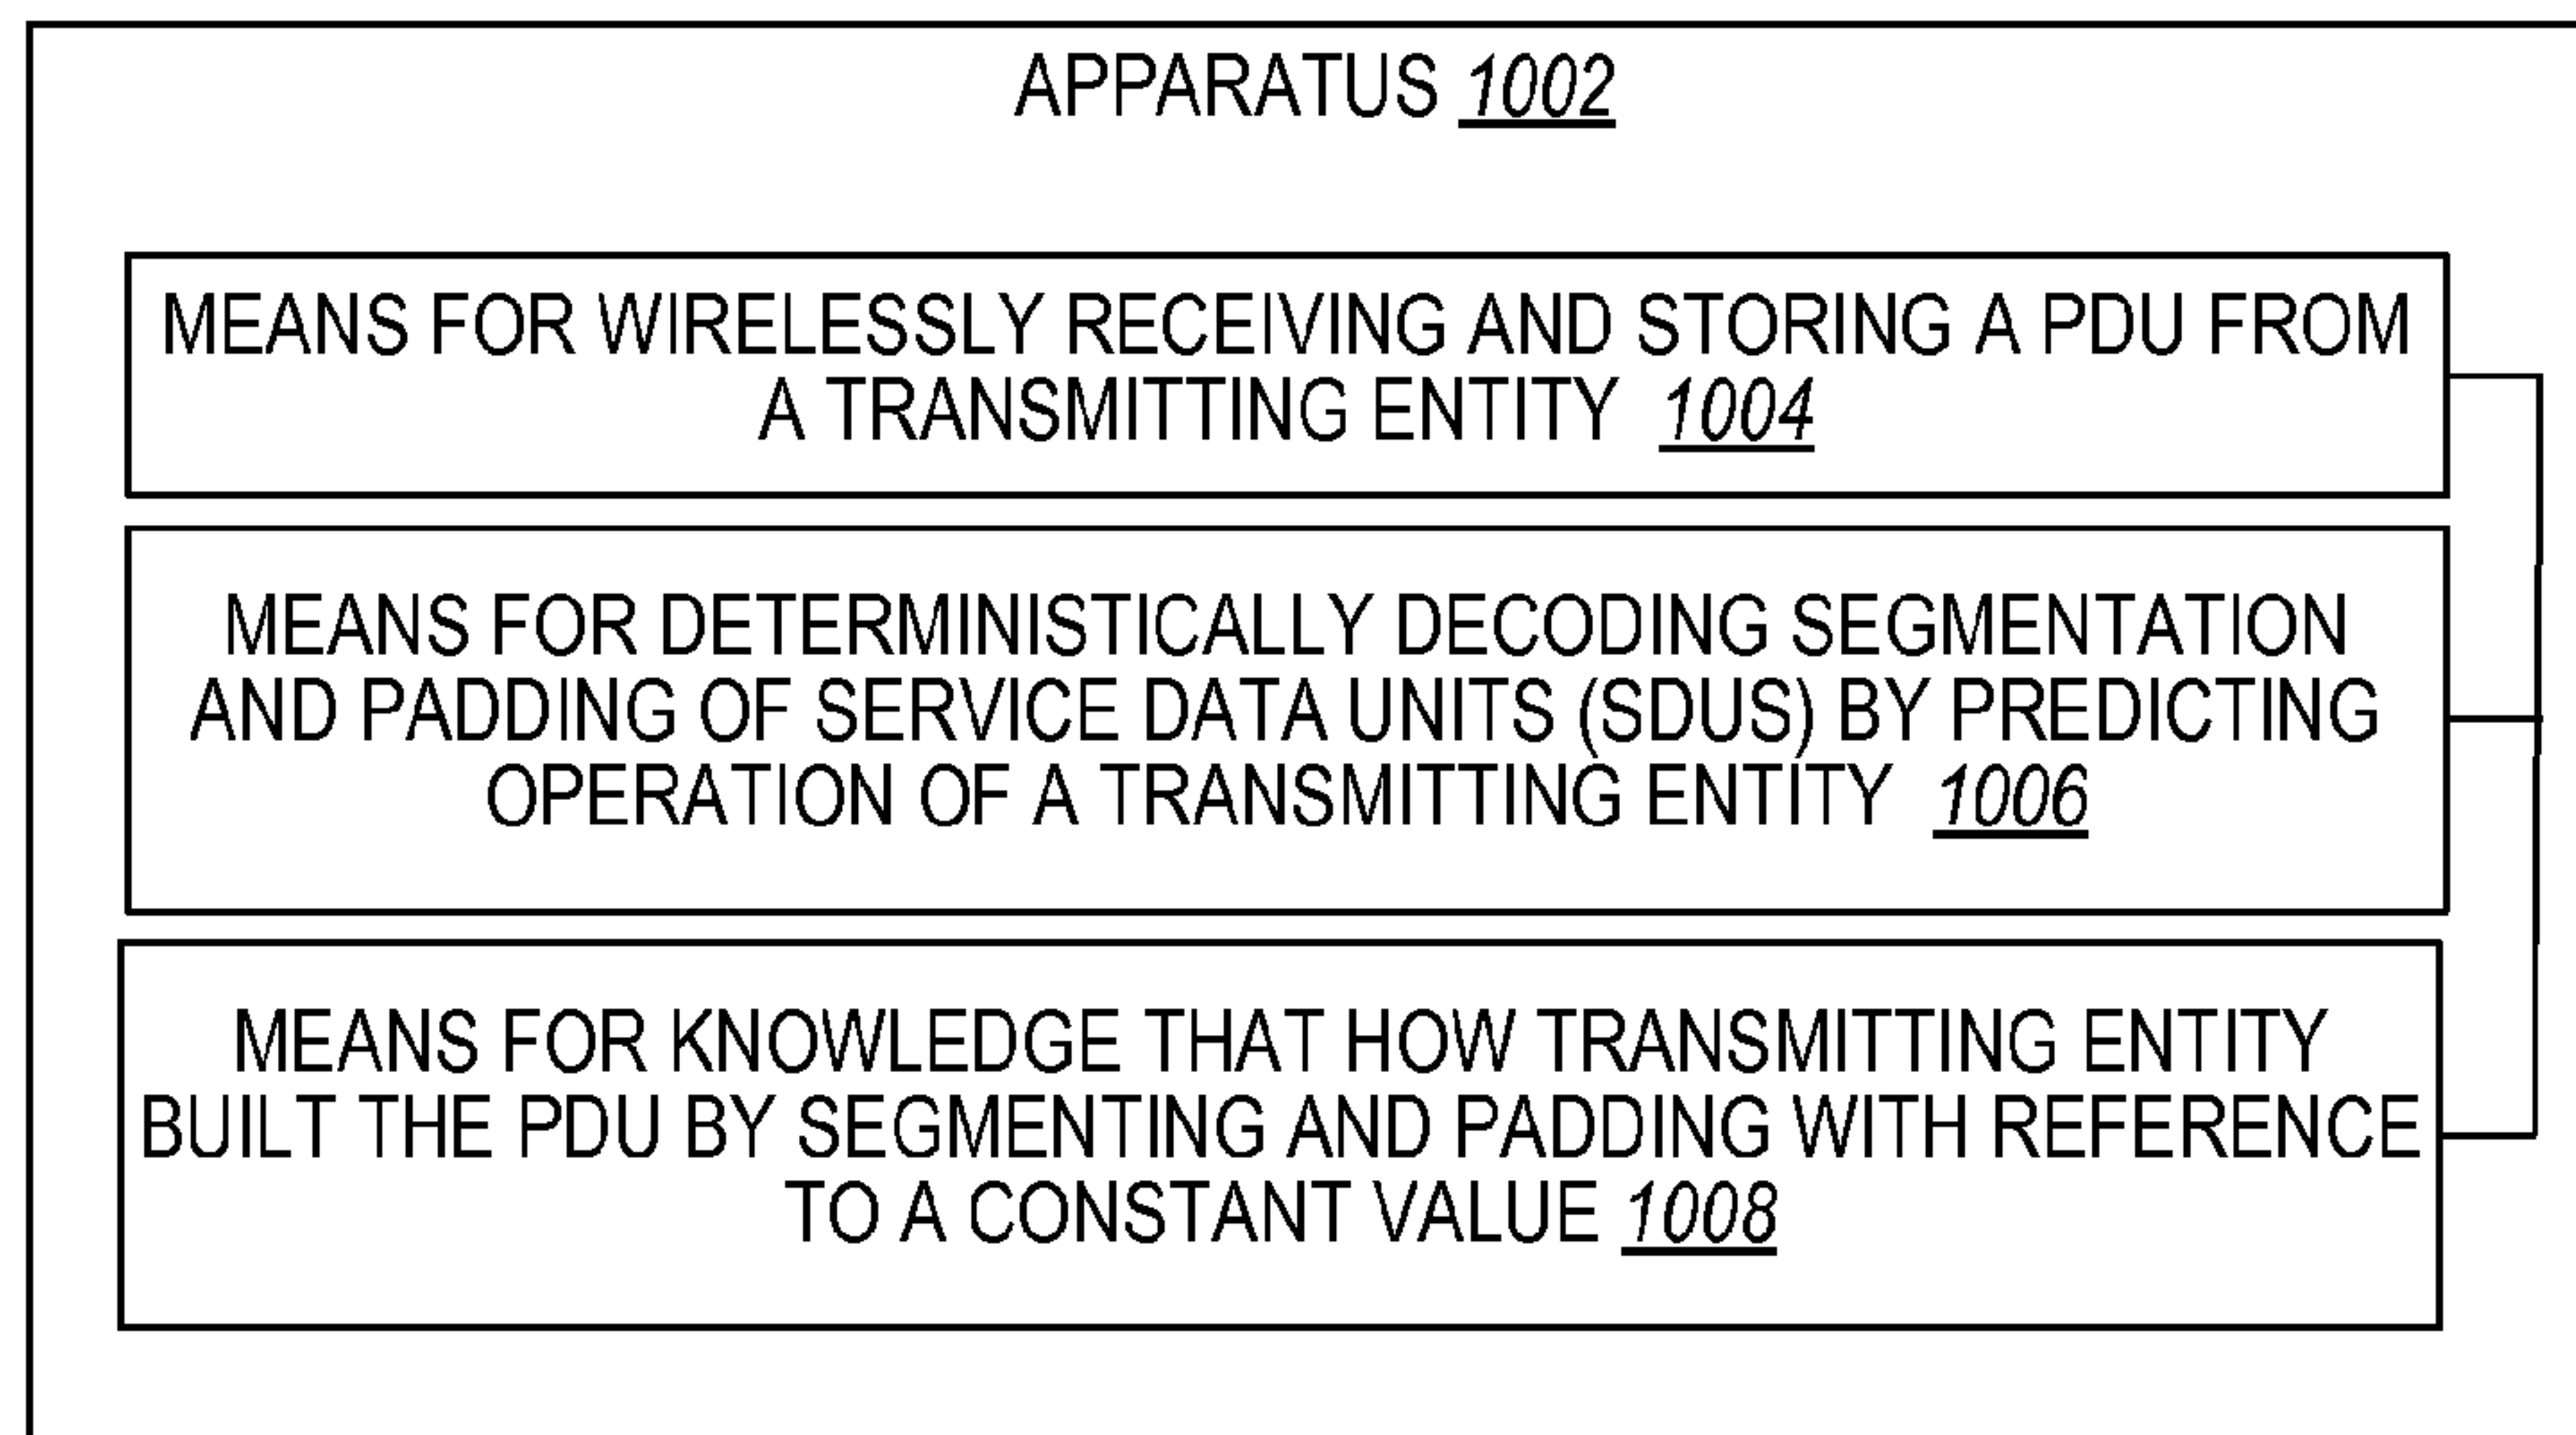 APPARATUS 1002
MEANS FOR WIRELESSLY RECEIVING AND STORING A PDU FROM
A TRANSMITTING ENTITY 1004
MEANS FOR DETERMINISTICALLY DECODING SEGMENTATION
AND PADDING OF SERVICE DATA UNITS (SDUS) BY PREDICTING
OPERATION OF A TRANSMITTING ENTITY 1006
MEANS FOR KNOWLEDGE THAT HOW TRANSMITTING ENTITY
BUILT THE PDU BY SEGMENTING AND PADDING WITH REFERENCE
TO A CONSTANT VALUE 1008